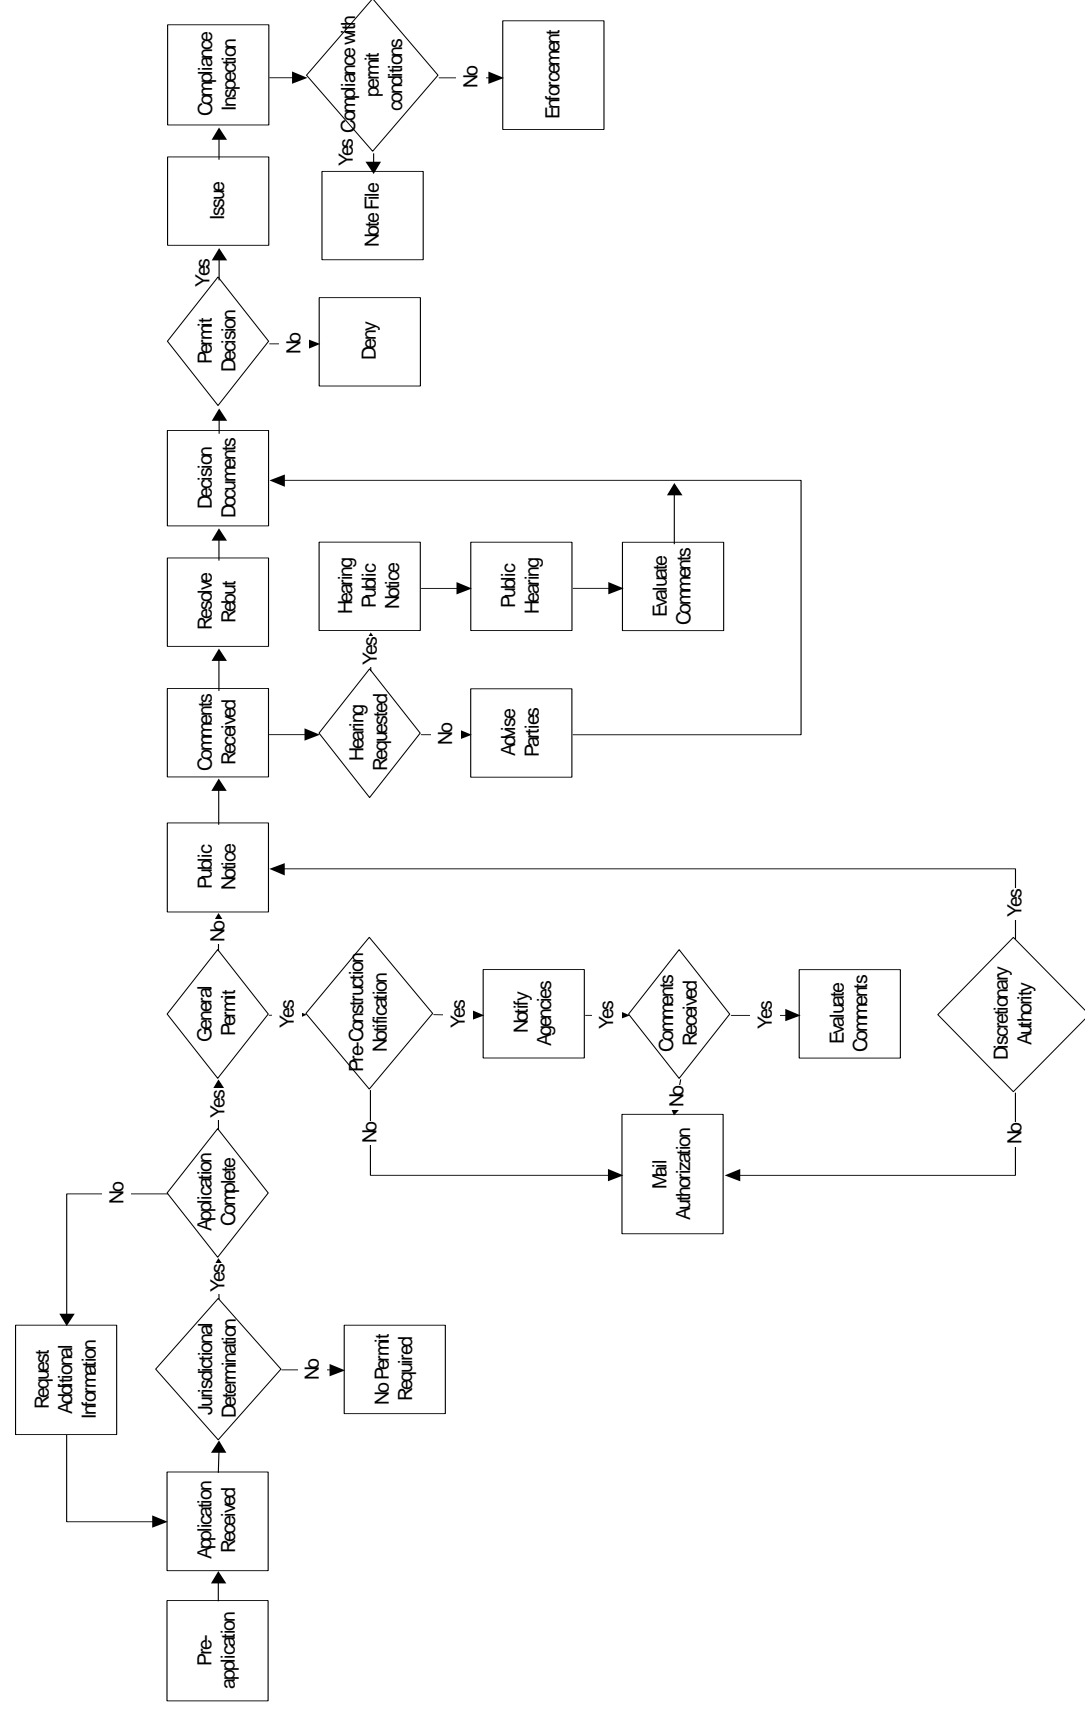 Pre-
application
Application
Received
Request
Additional
Information
Jurisdictional
Determination
No
No Permit
Required
Yes
Application
Complete
No
Yes
General
Permit
No
Yes
Pre-Construction
Notification
No
Yes
Notify
Agencies
Yes
Comments
Received
No
Yes
Evaluate
Comments
Mail
Authorization
Discretionary
Authority
No
Yes
Public
Notice
Comments
Received
Hearing
Requested
No
Advise
Parties
Yes
Hearing
Public
Notice
Public
Hearing
Evaluate
Comments
Resolve
Rebut
Decision
Documents
Permit
Decision
No
Deny
Yes
Issue
Compliance
Inspection
Compliance with
permit
conditions
Yes
Note File
No
Enforcement